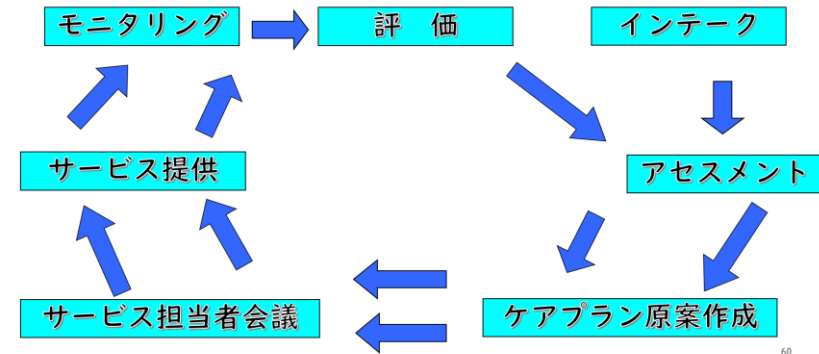 モニタリング
評　価
インテーク
サービス提供
アセスメント
サービス担当者会議
ケアプラン原案作成
60